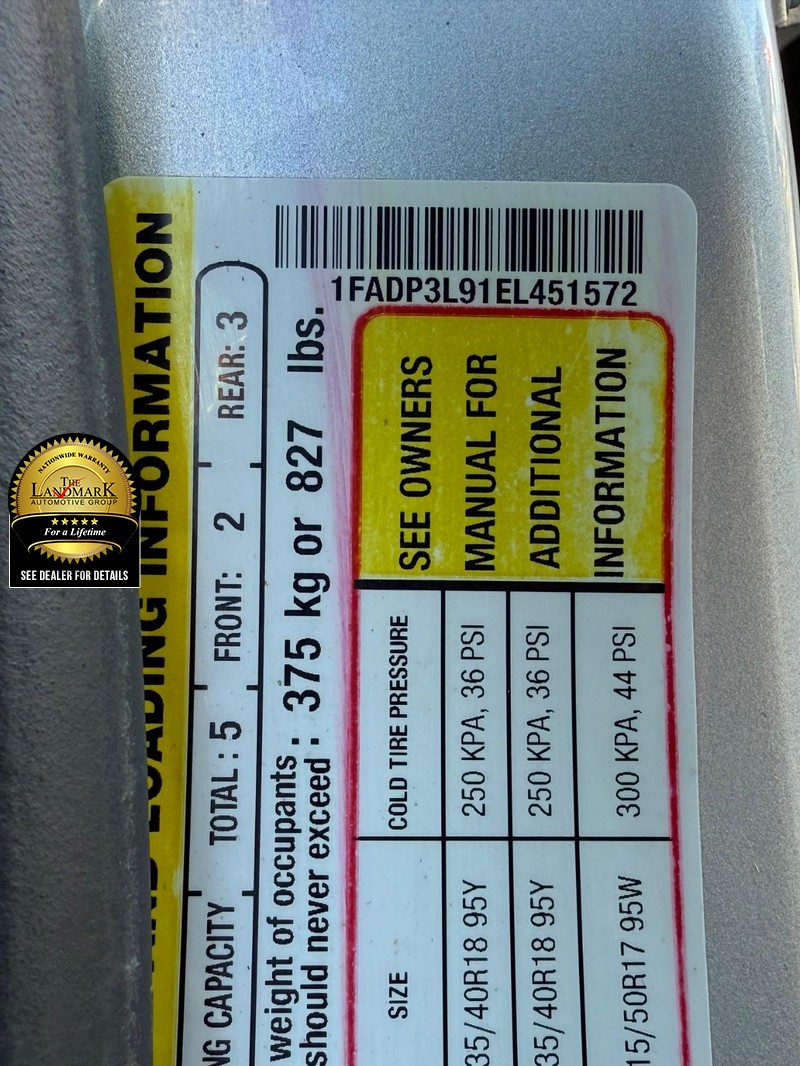 1FADP3L91EL451572
AND LOADING INFORMATION
NG CAPACITY TOTAL: 5 FRONT: 2 REAR: 3
weight of occupants
should never exceed : 375 kg or 827 lbs.
SIZE COLD TIRE PRESSURE
35/40R18 95Y 250 KPA, 36 PSI
35/40R18 95Y 250 KPA, 36 PSI
15/50R17 95W 300 KPA, 44 PSI
SEE OWNERS
MANUAL FOR
ADDITIONAL
INFORMATION
NATIONWIDE WARRANTY
THE
LANDMARK
AUTOMOTIVE GROUP
For a Lifetime
SEE DEALER FOR DETAILS